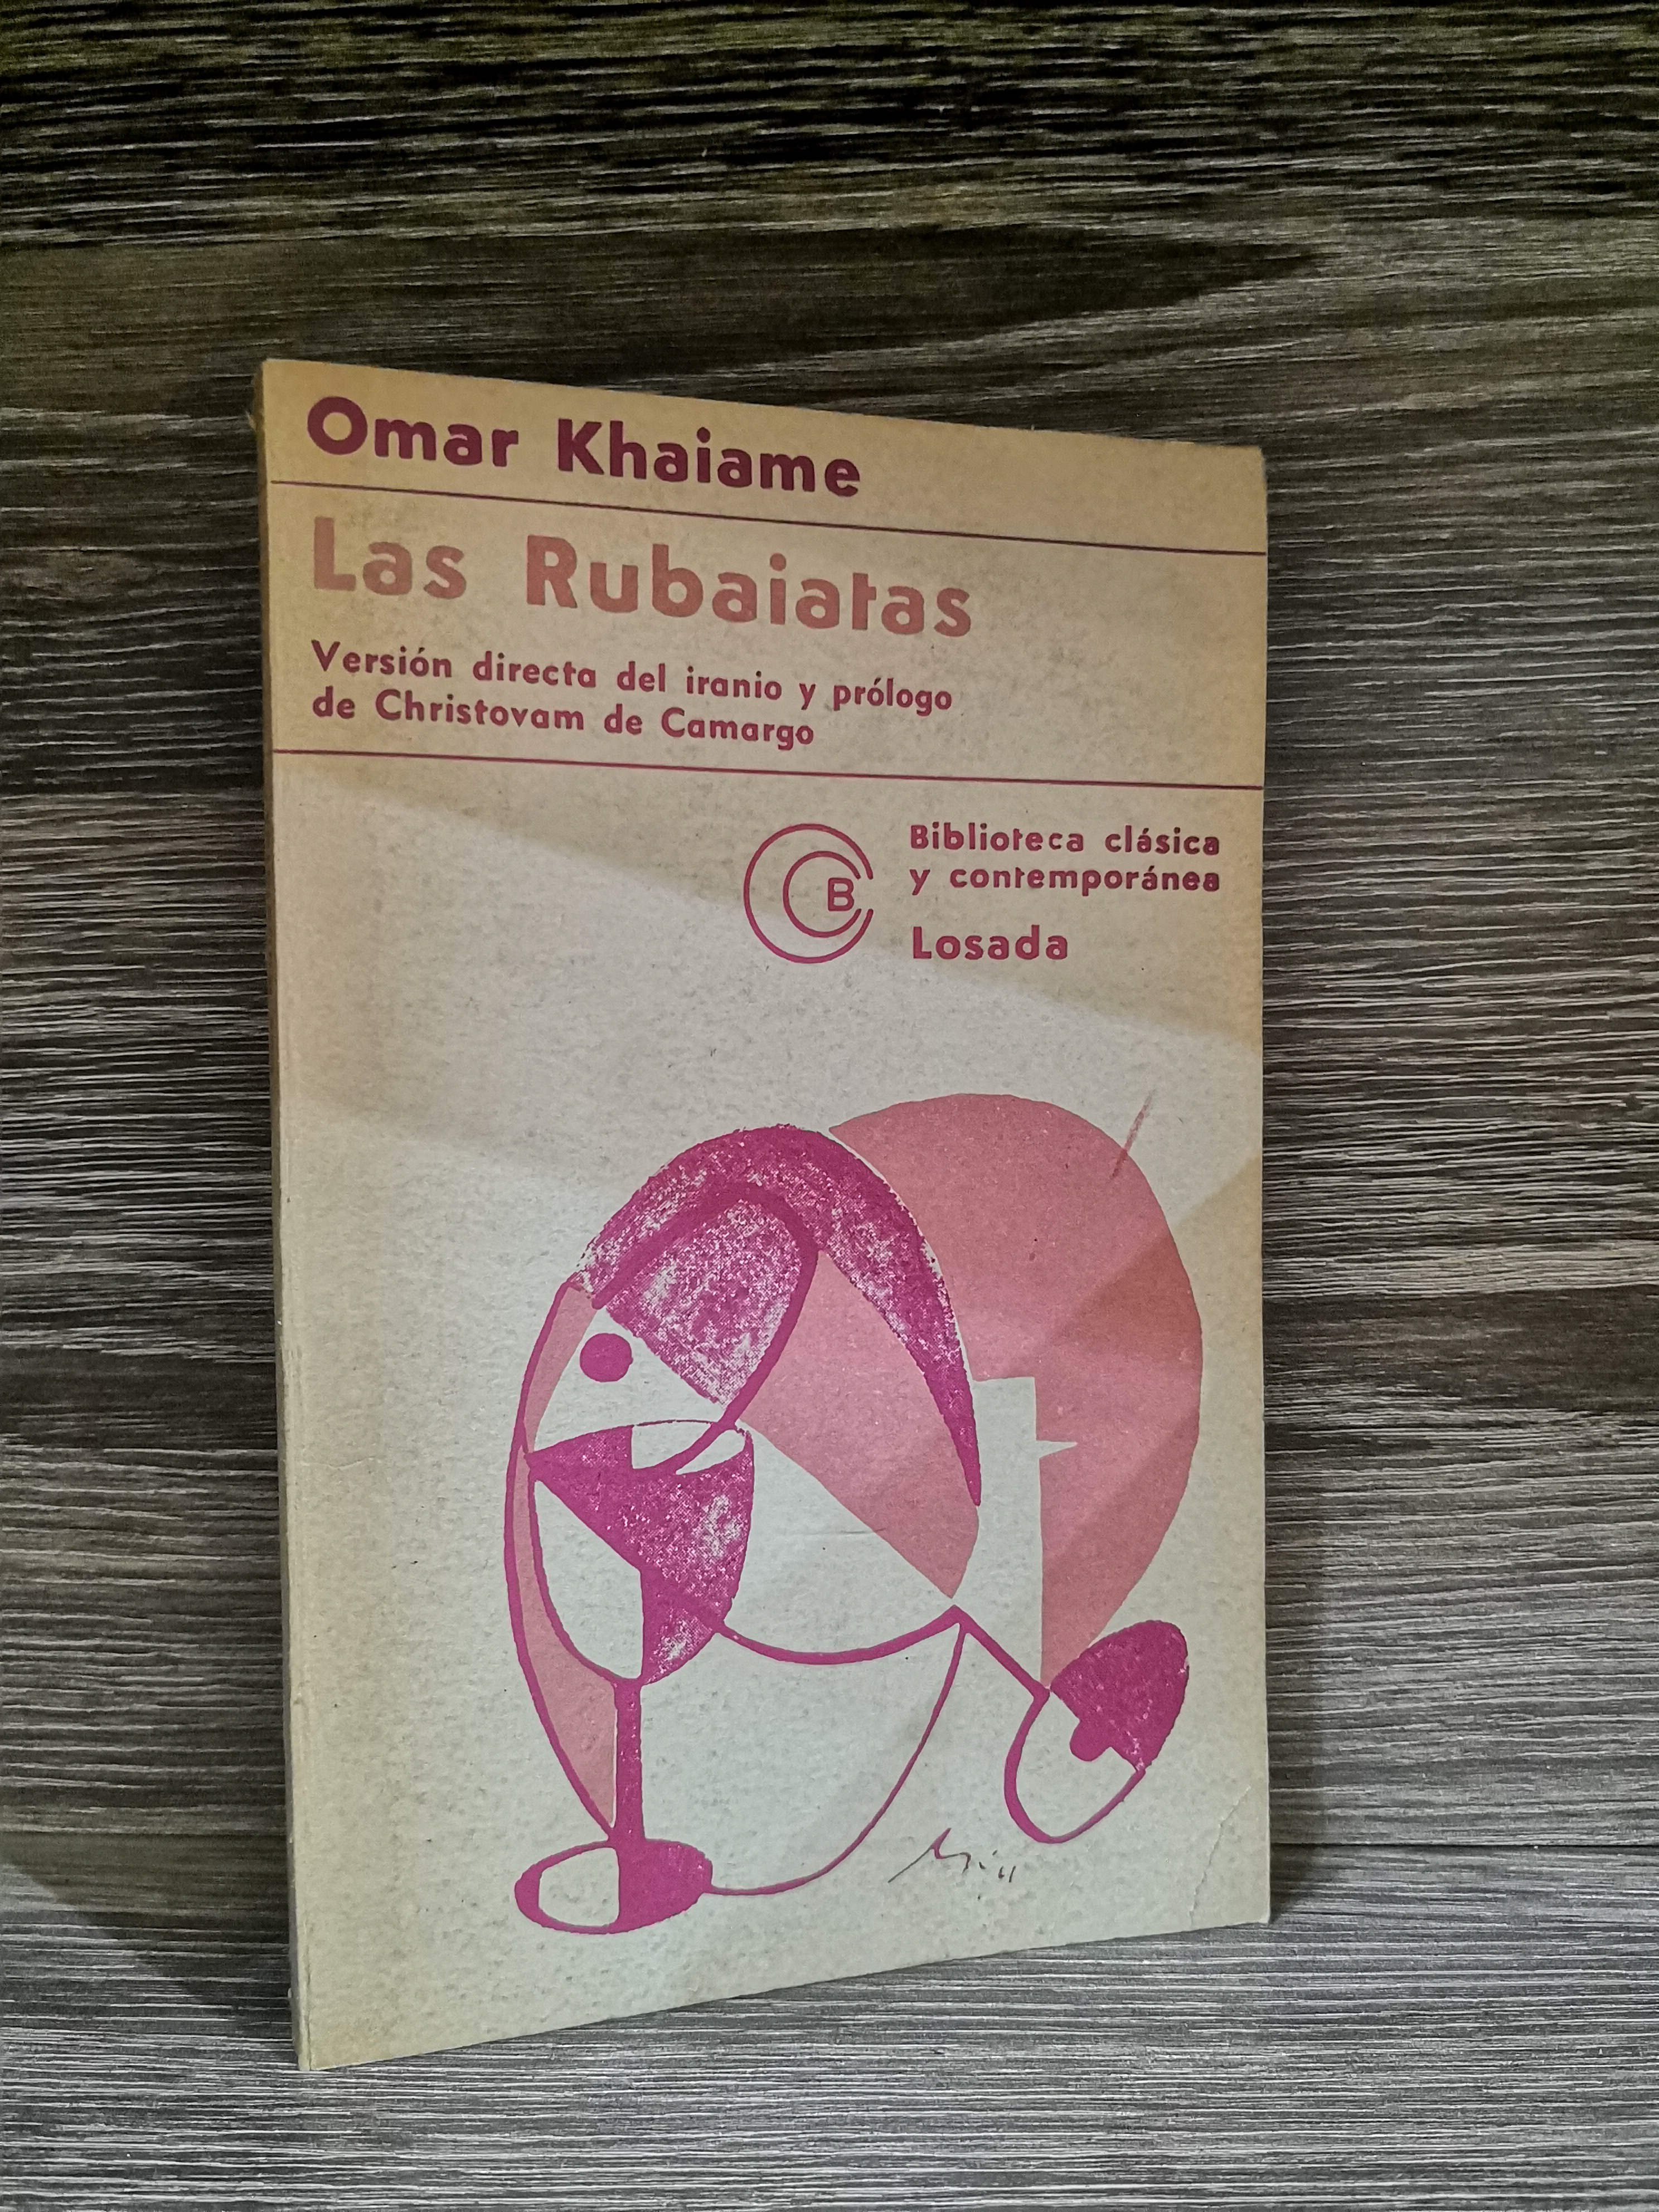 Omar Khaiame
Las Rubaiatas
Versión directa del iranio y prólogo
de Christovam de Camargo
B
Biblioteca clásica
y contemporánea
Losada